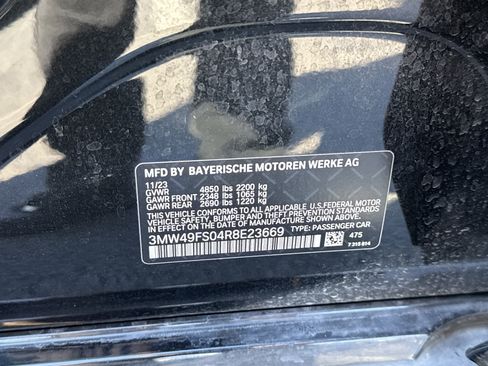 MFD BY BAYERISCHE MOTOREN WERKE AG
11/23
GVWR 4850 lbs 2200 kg
GAWR FRONT 2348 lbs 1065 kg
GAWR REAR 2690 lbs 1220 kg
THIS VEHICLE CONFORMS TO ALL APPLICABLE U.S. FEDERAL MOTOR
VEHICLE SAFETY, BUMPER, AND THEFT PREVENTION STANDARDS
IN EFFECT ON THE DATE OF MANUFACTURE SHOWN ABOVE.
3MW49FS04R8E23669 TYPE: PASSENGER CAR
475
7 315 614